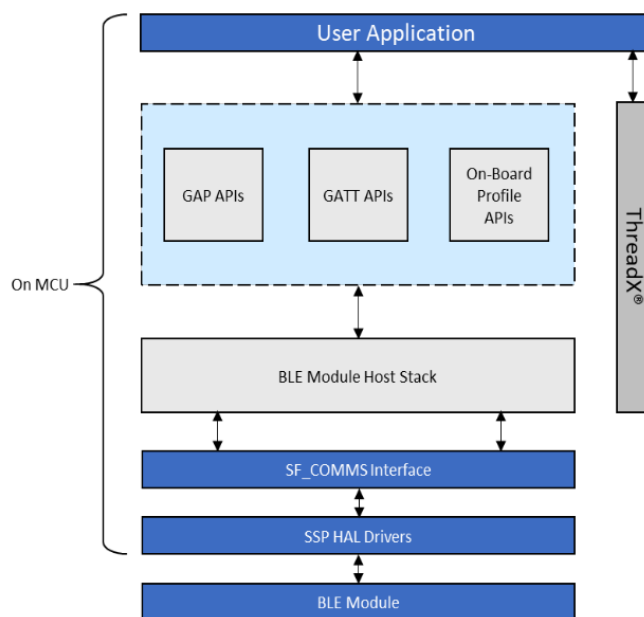 User Application
GAP APIs
GATT APIs
On-Board
Profile
APIs
ThreadX®
On MCU
BLE Module Host Stack
SF_COMMS Interface
SSP HAL Drivers
BLE Module